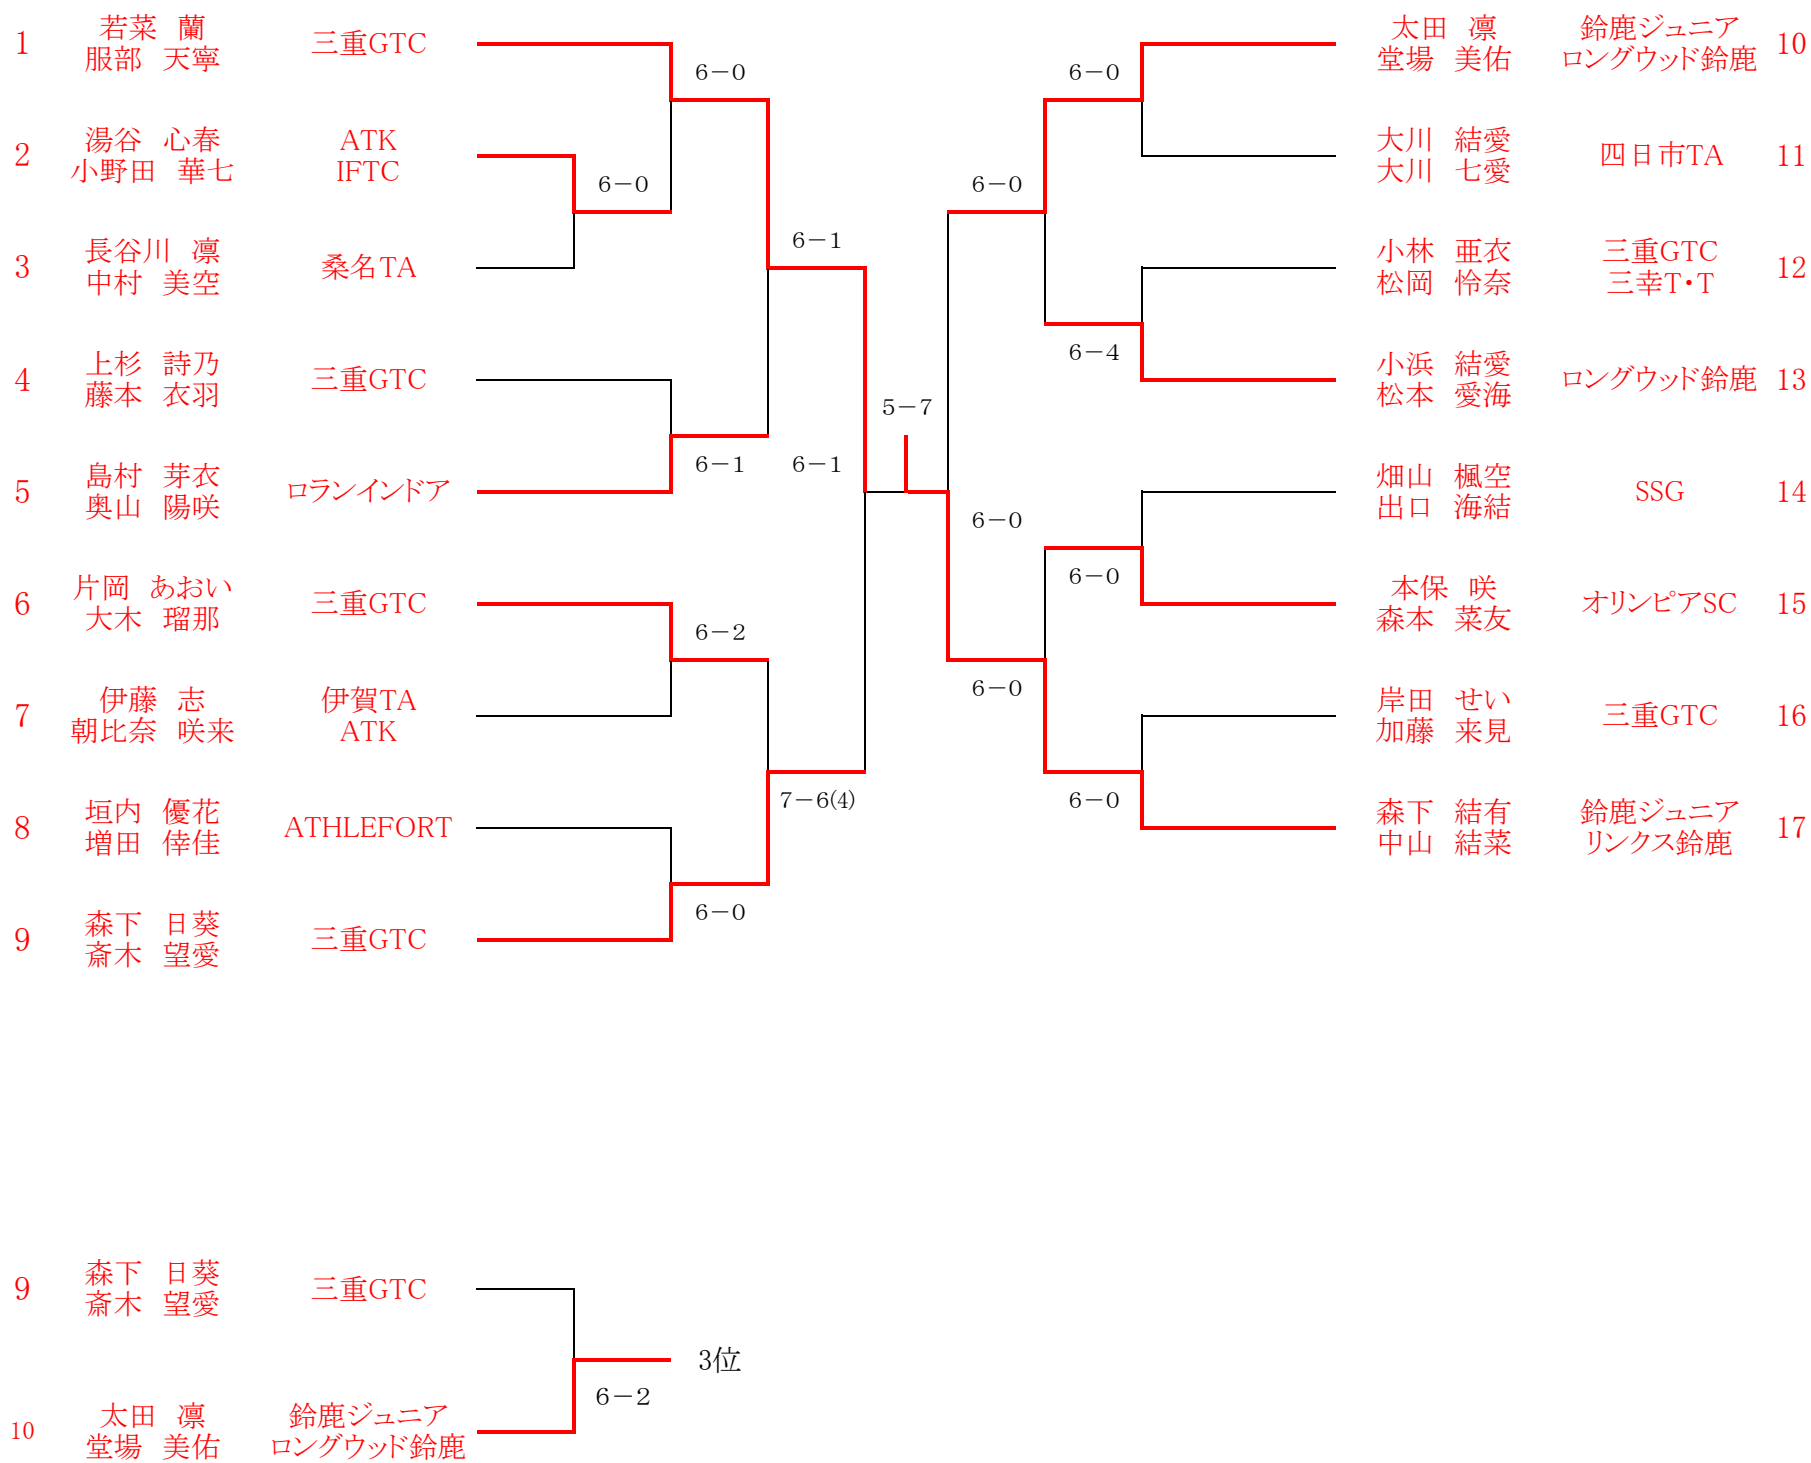 1 若菜　蘭 三重GTC
服部　天寧
6－0
2 湯谷　心春 ATK
小野田　華七 IFTC
6－0
3 長谷川　凛 桑名TA
中村　美空
6－1
4 上杉　詩乃 三重GTC
藤本　衣羽
5 島村　芽衣 ロランインドア
奥山　陽咲
6－1
6－1
6 片岡　あおい 三重GTC
大木　瑠那
6－2
7 伊藤　志 伊賀TA
朝比奈　咲来 ATK
7－6(4)
8 垣内　優花 ATHLEFORT
増田　倖佳
6－0
9 森下　日葵 三重GTC
斎木　望愛
5－7
太田　凛 鈴鹿ジュニア 10
堂場　美佑 ロングウッド鈴鹿
6－0
大川　結愛 四日市TA 11
大川　七愛
6－0
小林　亜衣 三重GTC 12
松岡　怜奈 三幸T・T
6－4
小浜　結愛 ロングウッド鈴鹿 13
松本　愛海
畑山　楓空 SSG 14
出口　海結
6－0
6－0
本保　咲 オリンピアSC 15
森本　菜友
6－0
岸田　せい 三重GTC 16
加藤　来見
6－0
森下　結有 鈴鹿ジュニア 17
中山　結菜 リンクス鈴鹿
9 森下　日葵 三重GTC
斎木　望愛
3位
6－2
10 太田　凛 鈴鹿ジュニア
堂場　美佑 ロングウッド鈴鹿